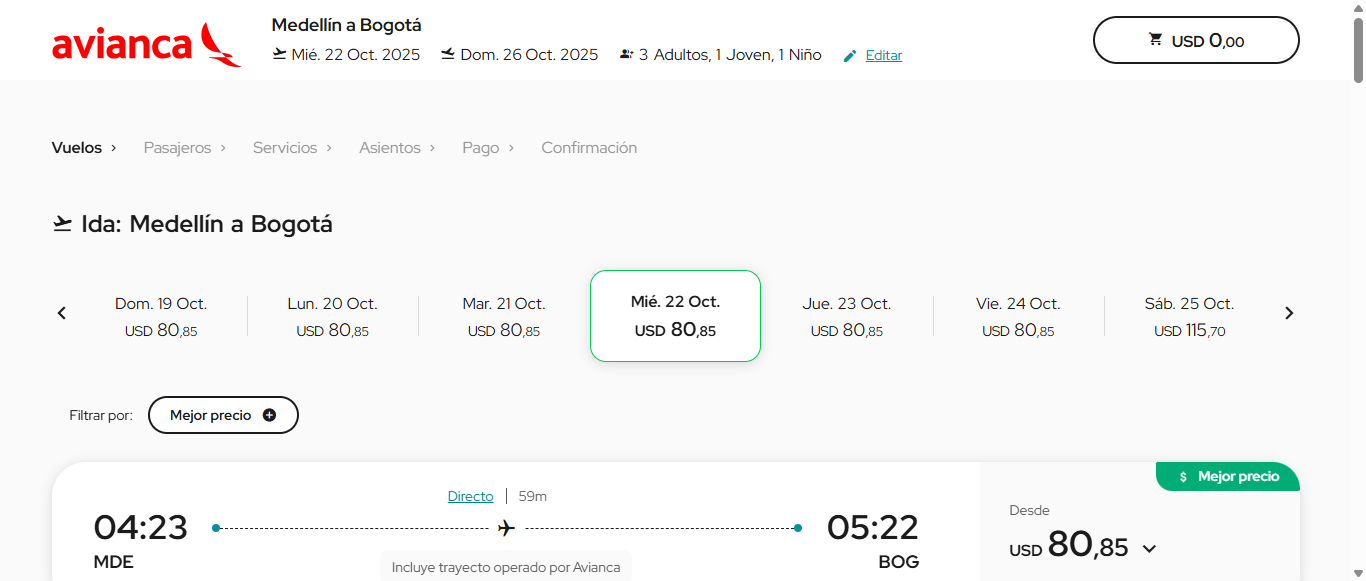 avianca
Medellín a Bogotá
Mié. 22 Oct. 2025 Dom. 26 Oct. 2025 3 Adultos, 1 Joven, 1 Niño Editar
USD 0,00
Vuelos › Pasajeros › Servicios › Asientos › Pago › Confirmación
Ida: Medellín a Bogotá
Dom. 19 Oct. Lun. 20 Oct. Mar. 21 Oct. Mié. 22 Oct. Jue. 23 Oct. Vie. 24 Oct. Sáb. 25 Oct.
USD 80,85 USD 80,85 USD 80,85 USD 80,85 USD 80,85 USD 80,85 USD 115,70
Filtrar por: Mejor precio
$ Mejor precio
Directo | 59m
Desde
04:23 05:22
USD 80,85
MDE BOG
Incluye trayecto operado por Avianca